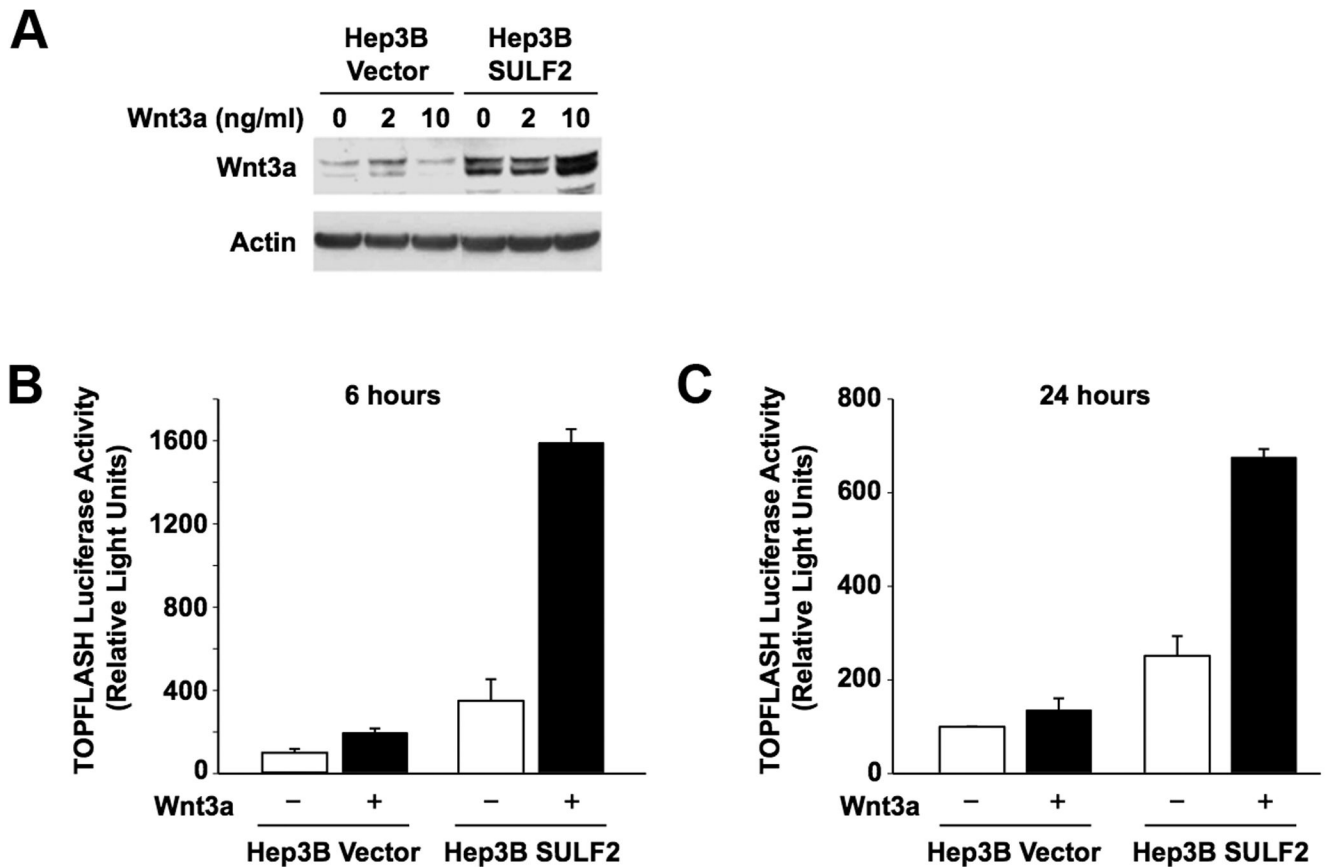 A
Hep3B Vector
Hep3B SULF2
Wnt3a (ng/ml) 0 2 10 0 2 10
Wnt3a
Actin
B
6 hours
TOPFLASH Luciferase Activity
(Relative Light Units)
1600
1200
800
400
0
Wnt3a – + – +
Hep3B Vector Hep3B SULF2
C
24 hours
TOPFLASH Luciferase Activity
(Relative Light Units)
800
600
400
200
0
Wnt3a – + – +
Hep3B Vector Hep3B SULF2